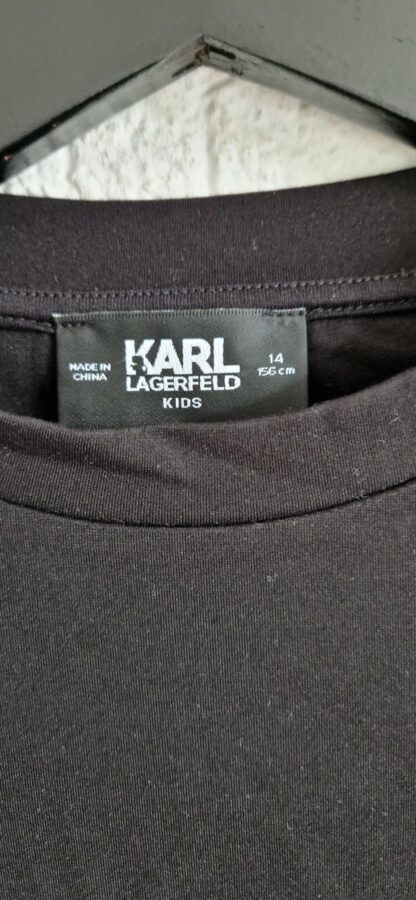 MADE IN
CHINA
KARL
LAGERFELD
KIDS
14
156 cm